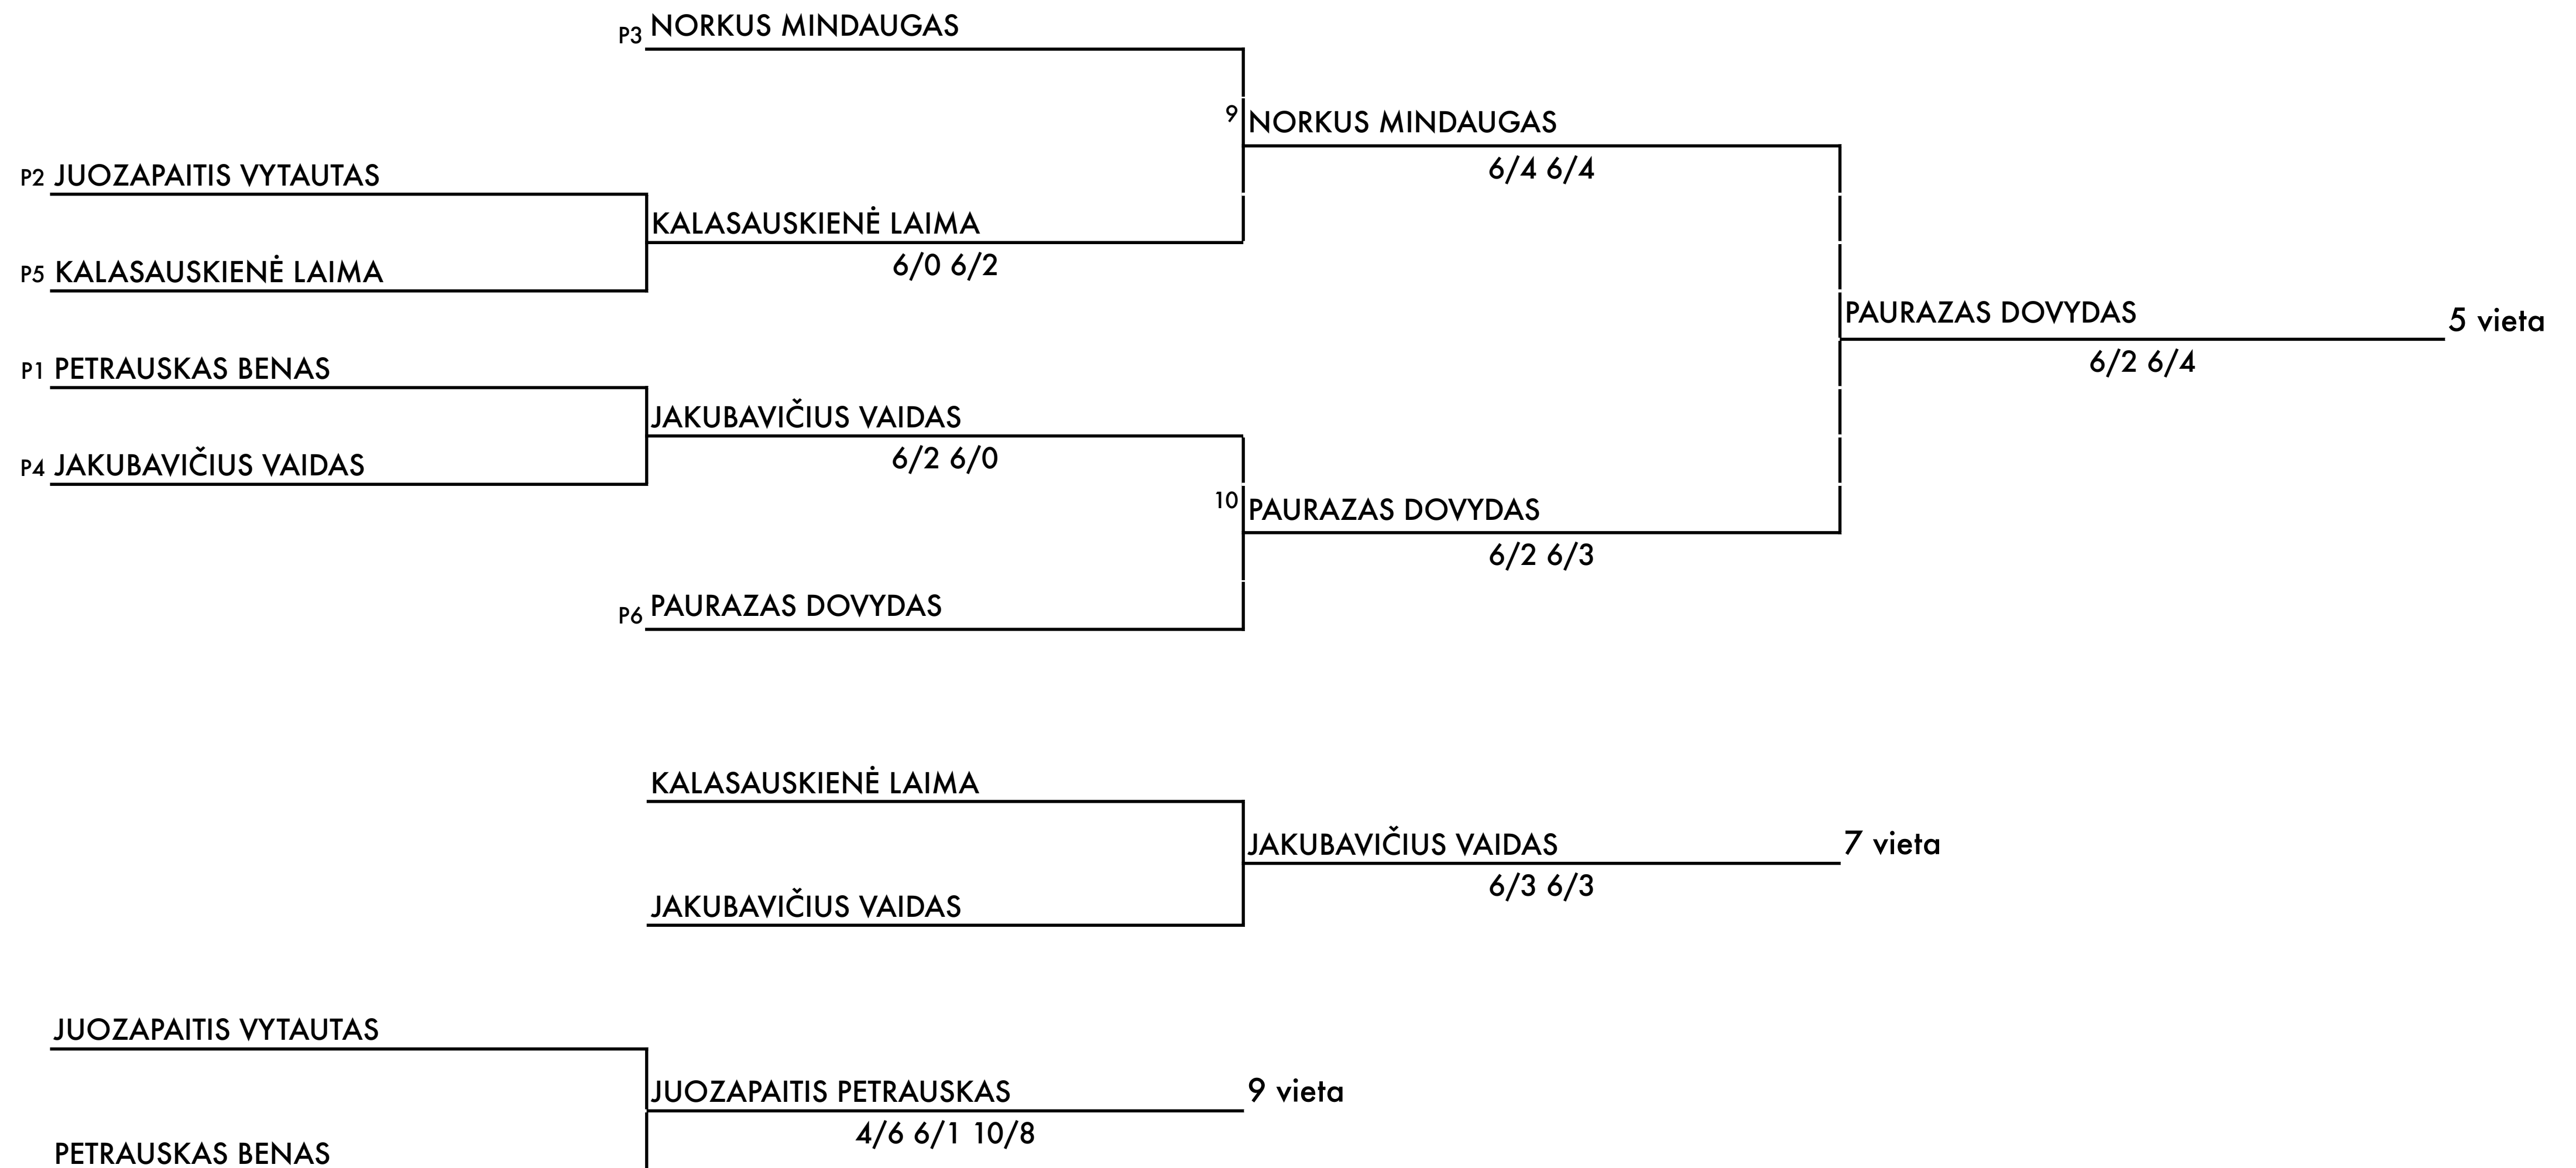 P3 NORKUS MINDAUGAS
9 NORKUS MINDAUGAS
6/4 6/4
P2 JUOZAPAITIS VYTAUTAS
KALASAUSKIENĖ LAIMA
6/0 6/2
P5 KALASAUSKIENĖ LAIMA
PAURAZAS DOVYDAS 5 vieta
6/2 6/4
P1 PETRAUSKAS BENAS
JAKUBAVIČIUS VAIDAS
6/2 6/0
P4 JAKUBAVIČIUS VAIDAS
10 PAURAZAS DOVYDAS
6/2 6/3
P6 PAURAZAS DOVYDAS
KALASAUSKIENĖ LAIMA
JAKUBAVIČIUS VAIDAS 7 vieta
6/3 6/3
JAKUBAVIČIUS VAIDAS
JUOZAPAITIS VYTAUTAS
JUOZAPAITIS PETRAUSKAS 9 vieta
4/6 6/1 10/8
PETRAUSKAS BENAS